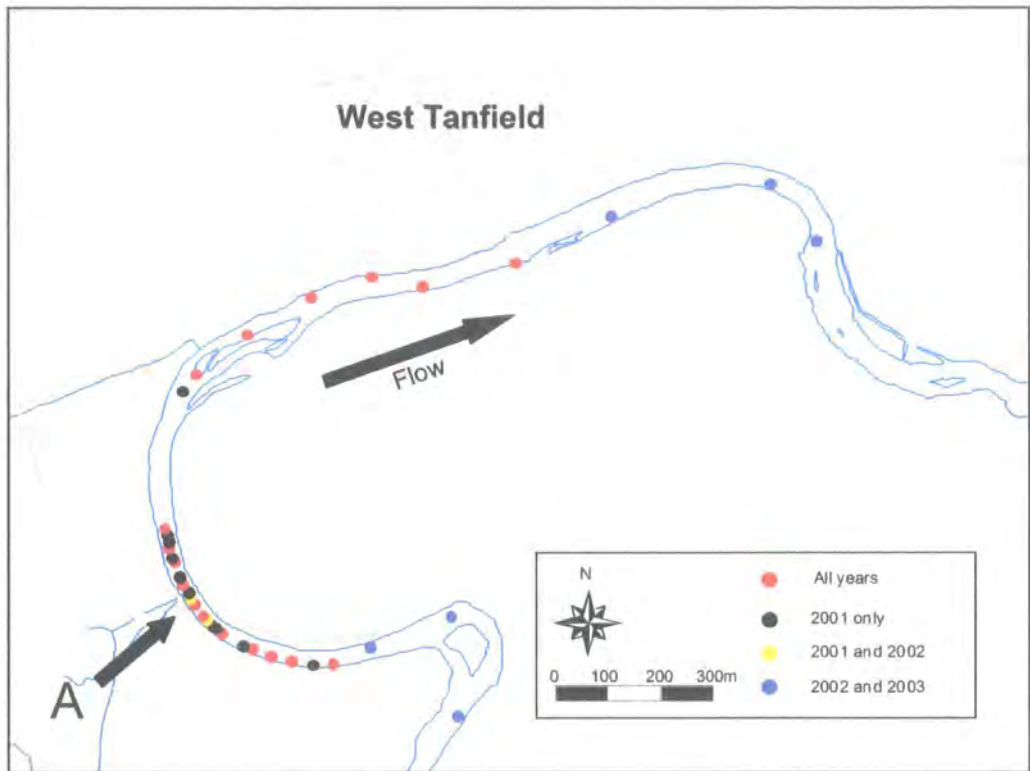 West Tanfield
Flow
A
N
0 100 200 300m
All years
2001 only
2001 and 2002
2002 and 2003